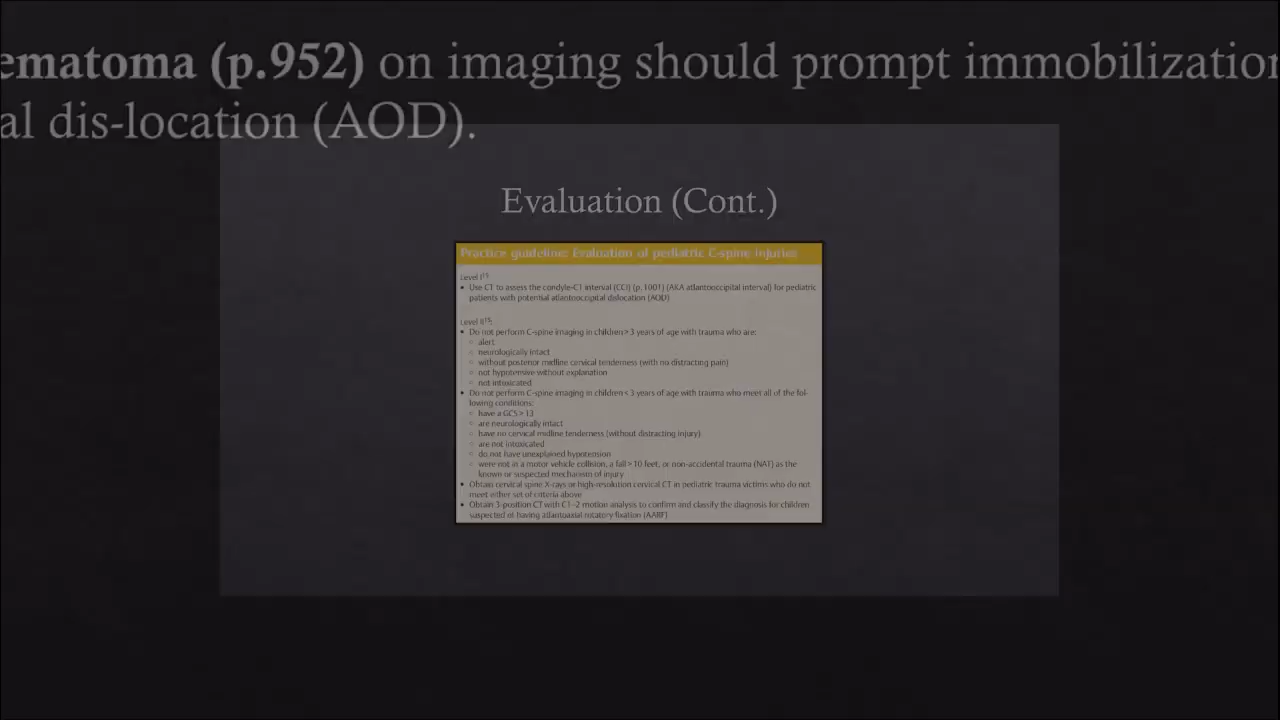 ematoma (p.952) on imaging should prompt immobilization
al dis-location (AOD).
Evaluation (Cont.)
Practice guideline: Evaluation of pediatric C-spine injuries
Level I¹⁵
• Use CT to assess the condyle-C1 interval (CCI) (p. 1001) (AKA atlantooccipital interval) for pediatric
patients with potential atlantooccipital dislocation (AOD)
Level II¹⁵:
• Do not perform C-spine imaging in children > 3 years of age with trauma who are:
○ alert
○ neurologically intact
○ without posterior midline cervical tenderness (with no distracting pain)
○ not hypotensive without explanation
○ not intoxicated
• Do not perform C-spine imaging in children < 3 years of age with trauma who meet all of the fol-
lowing conditions:
○ have a GCS > 13
○ are neurologically intact
○ have no cervical midline tenderness (without distracting injury)
○ are not intoxicated
○ do not have unexplained hypotension
○ were not in a motor vehicle collision, a fall > 10 feet, or non-accidental trauma (NAT) as the
known or suspected mechanism of injury
• Obtain cervical spine X-rays or high-resolution cervical CT in pediatric trauma victims who do not
meet either set of criteria above
• Obtain 3-position CT with C1–2 motion analysis to confirm and classify the diagnosis for children
suspected of having atlantoaxial rotatory fixation (AARF)